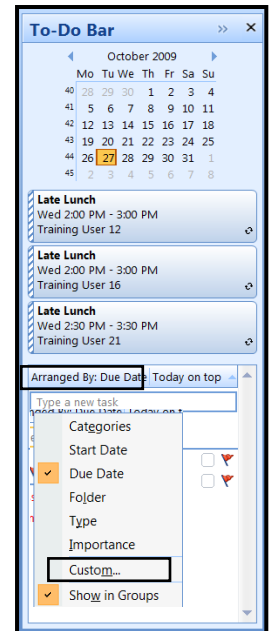 To-Do Bar
October 2009
Mo Tu We Th Fr Sa Su
40 28 29 30 1 2 3 4
41 5 6 7 8 9 10 11
42 12 13 14 15 16 17 18
43 19 20 21 22 23 24 25
44 26 27 28 29 30 31 1
45 2 3 4 5 6 7 8
Late Lunch
Wed 2:00 PM - 3:00 PM
Training User 12
Late Lunch
Wed 2:00 PM - 3:00 PM
Training User 16
Late Lunch
Wed 2:30 PM - 3:30 PM
Training User 21
Arranged By: Due Date Today on top
Type a new task
nged By: Due Date, Today on t
Categories
Start Date
Due Date
Folder
Type
Importance
Custom...
Show in Groups